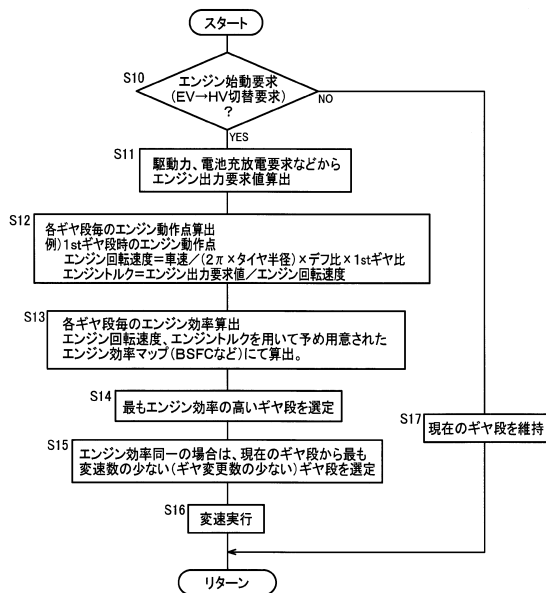 スタート
S10
エンジン始動要求
(EV→HV切替要求)
?
NO
YES
S11
駆動力、電池充放電要求などから
エンジン出力要求値算出
S12
各ギヤ段毎のエンジン動作点算出
例)1stギヤ段時のエンジン動作点
エンジン回転速度=車速/(2π×タイヤ半径)×デフ比×1stギヤ比
エンジントルク=エンジン出力要求値/エンジン回転速度
S13
各ギヤ段毎のエンジン効率算出
エンジン回転速度、エンジントルクを用いて予め用意された
エンジン効率マップ(BSFCなど)にて算出。
S14
最もエンジン効率の高いギヤ段を選定
S17
現在のギヤ段を維持
S15
エンジン効率同一の場合は、現在のギヤ段から最も
変速数の少ない(ギヤ変更数の少ない)ギヤ段を選定
S16
変速実行
リターン